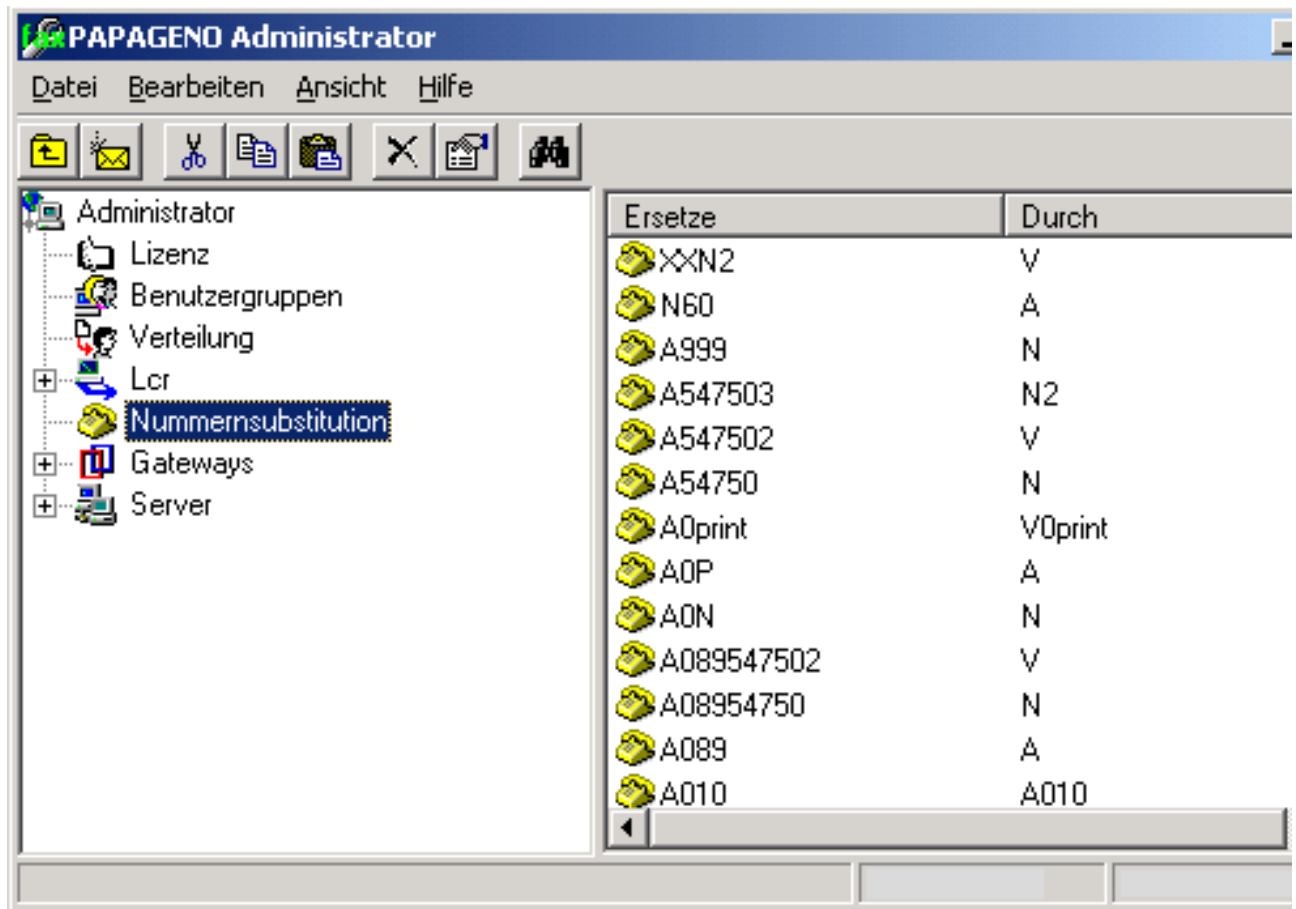 PAPAGENO Administrator
Datei Bearbeiten Ansicht Hilfe
Administrator
Lizenz
Benutzergruppen
Verteilung
Lcr
Nummernsubstitution
Gateways
Server
Ersetze Durch
XXN2 V
N60 A
A999 N
A547503 N2
A547502 V
A54750 N
A0print V0print
A0P A
A0N N
A089547502 V
A08954750 N
A089 A
A010 A010